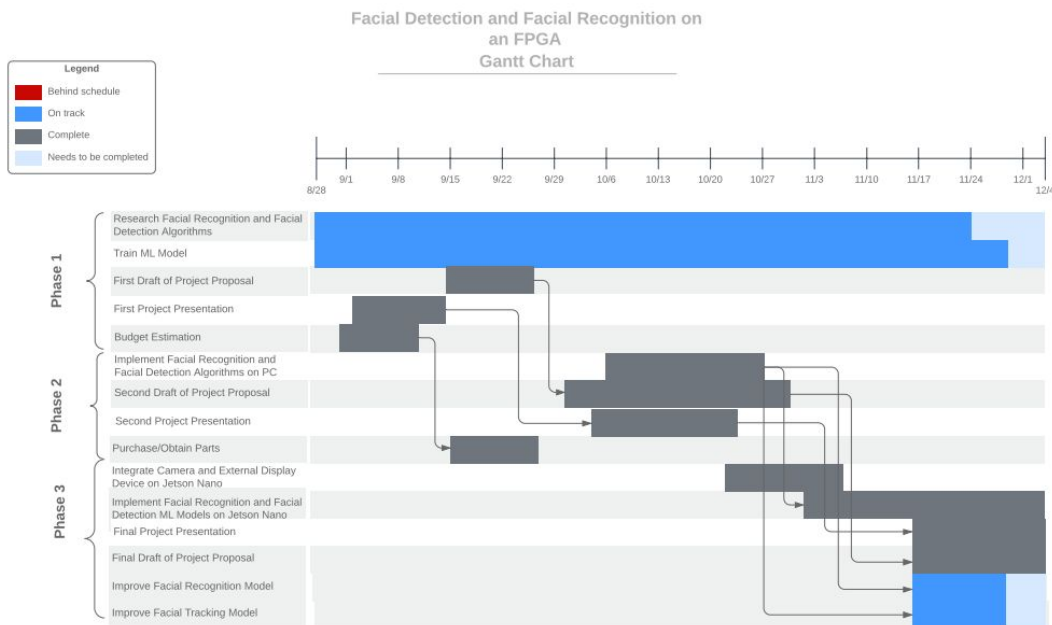 Facial Detection and Facial Recognition on
an FPGA
Gantt Chart
Legend
Behind schedule
On track
Complete
Needs to be completed
8/28
9/1
9/8
9/15
9/22
9/29
10/6
10/13
10/20
10/27
11/3
11/10
11/17
11/24
12/1
Phase 1
Research Facial Recognition and Facial
Detection Algorithms
Train ML Model
First Draft of Project Proposal
First Project Presentation
Budget Estimation
Phase 2
Implement Facial Recognition and
Facial Detection Algorithms on PC
Second Draft of Project Proposal
Second Project Presentation
Purchase/Obtain Parts
Phase 3
Integrate Camera and External Display
Device on Jetson Nano
Implement Facial Recognition and Facial
Detection ML Models on Jetson Nano
Final Project Presentation
Final Draft of Project Proposal
Improve Facial Recognition Model
Improve Facial Tracking Model